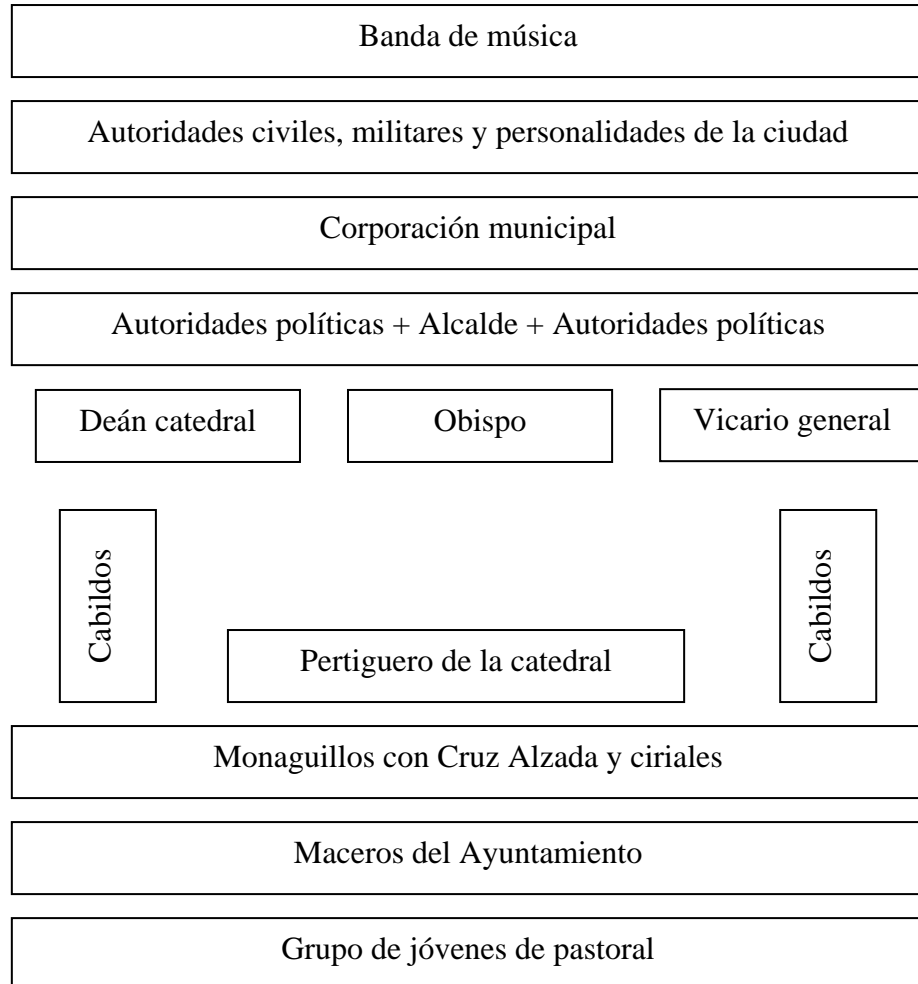 Banda de música
Autoridades civiles, militares y personalidades de la ciudad
Corporación municipal
Autoridades políticas + Alcalde + Autoridades políticas
Deán catedral
Obispo
Vicario general
Cabildos
Cabildos
Pertiguero de la catedral
Monaguillos con Cruz Alzada y ciriales
Maceros del Ayuntamiento
Grupo de jóvenes de pastoral